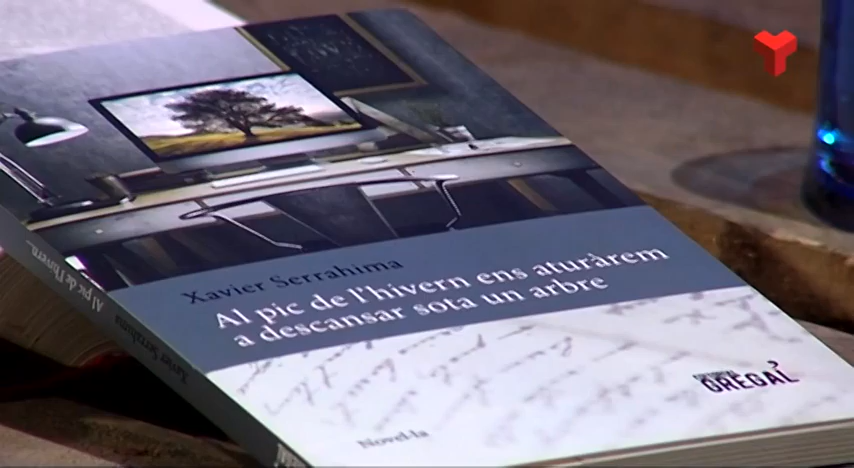 Xavier Serrahima
Al pic de l'hivern ens aturàrem
a descansar sota un arbre
GREGAL
Novel·la
Xavier Serrahima
Al pic de l'hivern...